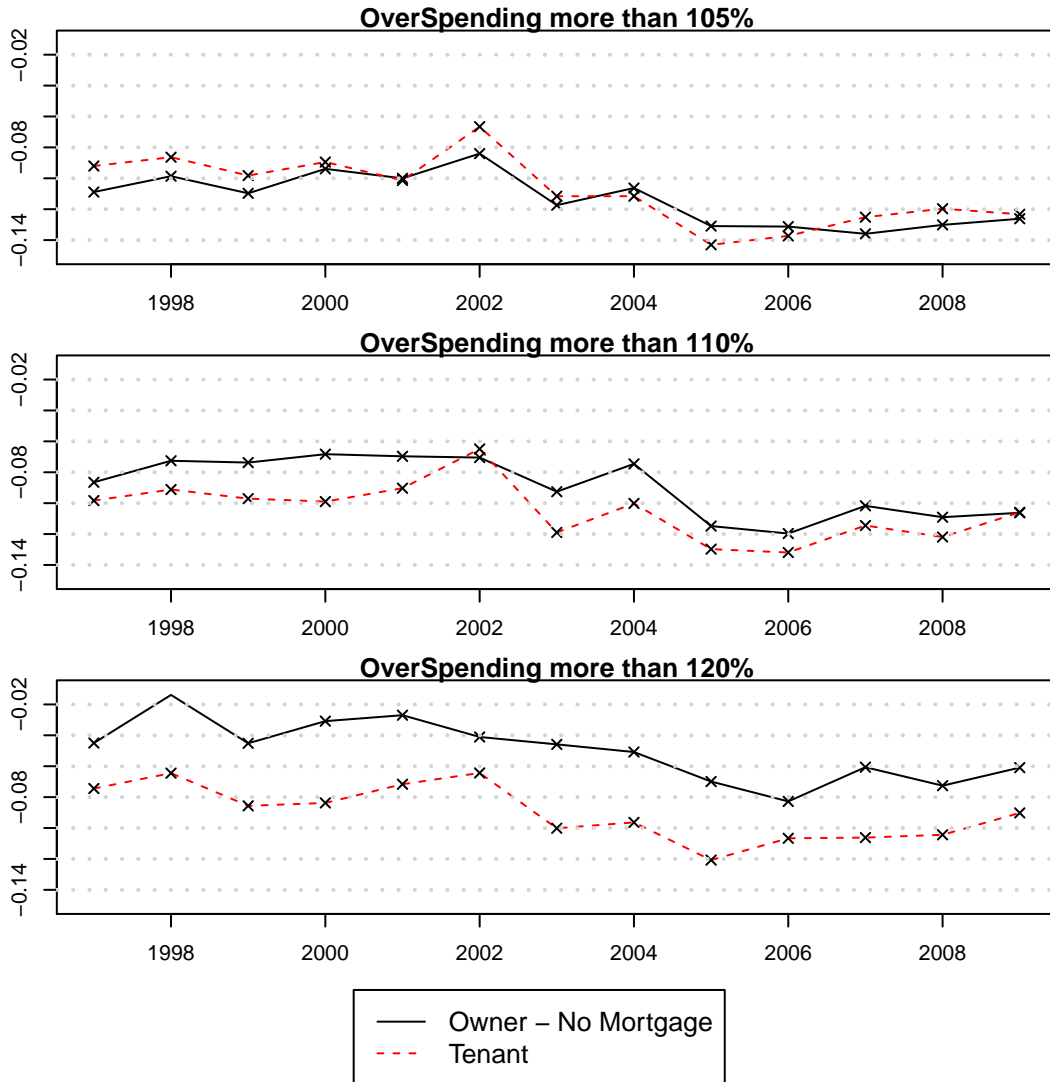 OverSpending more than 105%
−0.02
−0.08
−0.14
1998 2000 2002 2004 2006 2008
OverSpending more than 110%
−0.02
−0.08
−0.14
1998 2000 2002 2004 2006 2008
OverSpending more than 120%
−0.02
−0.08
−0.14
1998 2000 2002 2004 2006 2008
Owner − No Mortgage
Tenant